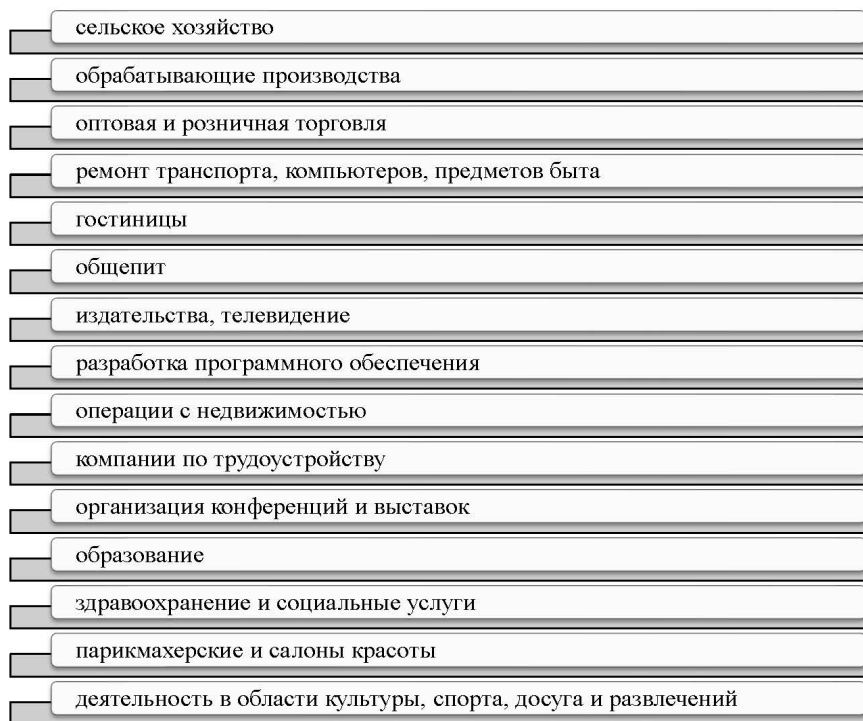 сельское хозяйство
обрабатывающие производства
оптовая и розничная торговля
ремонт транспорта, компьютеров, предметов быта
гостиницы
общепит
издательства, телевидение
разработка программного обеспечения
операции с недвижимостью
компании по трудоустройству
организация конференций и выставок
образование
здравоохранение и социальные услуги
парикмахерские и салоны красоты
деятельность в области культуры, спорта, досуга и развлечений